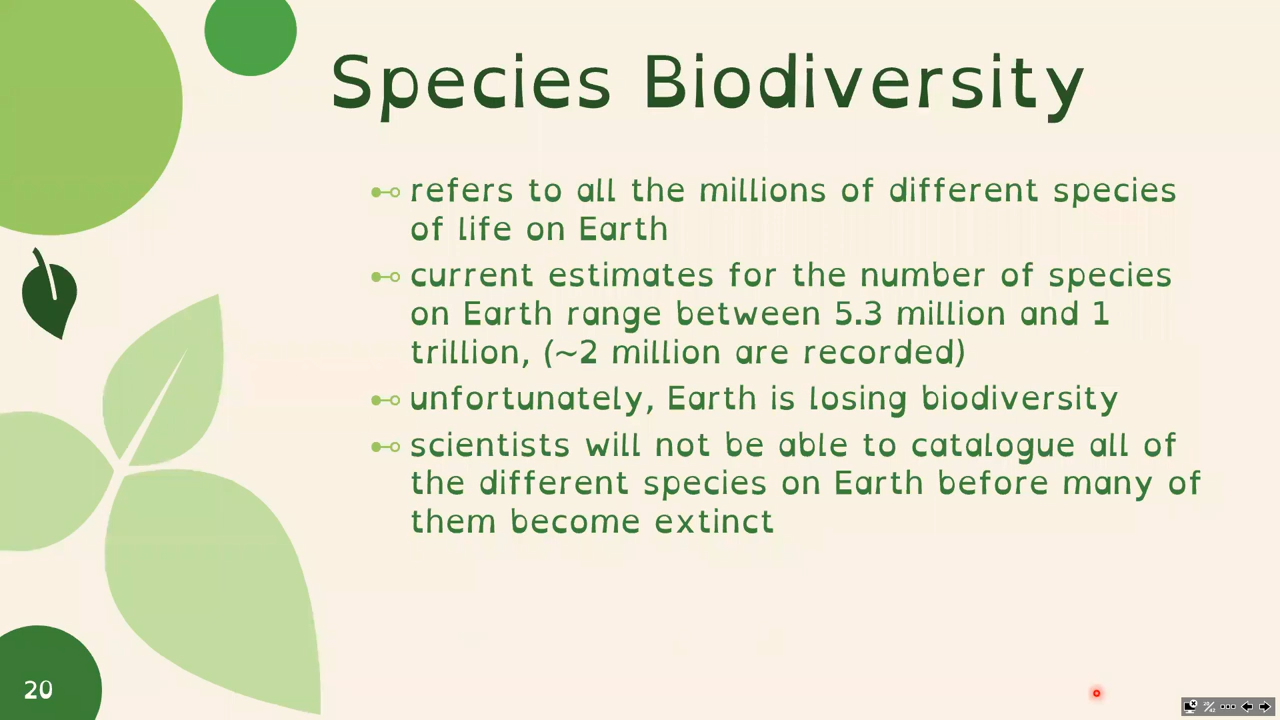 Species Biodiversity
refers to all the millions of different species
of life on Earth
current estimates for the number of species
on Earth range between 5.3 million and 1
trillion, (~2 million are recorded)
unfortunately, Earth is losing biodiversity
scientists will not be able to catalogue all of
the different species on Earth before many of
them become extinct
20